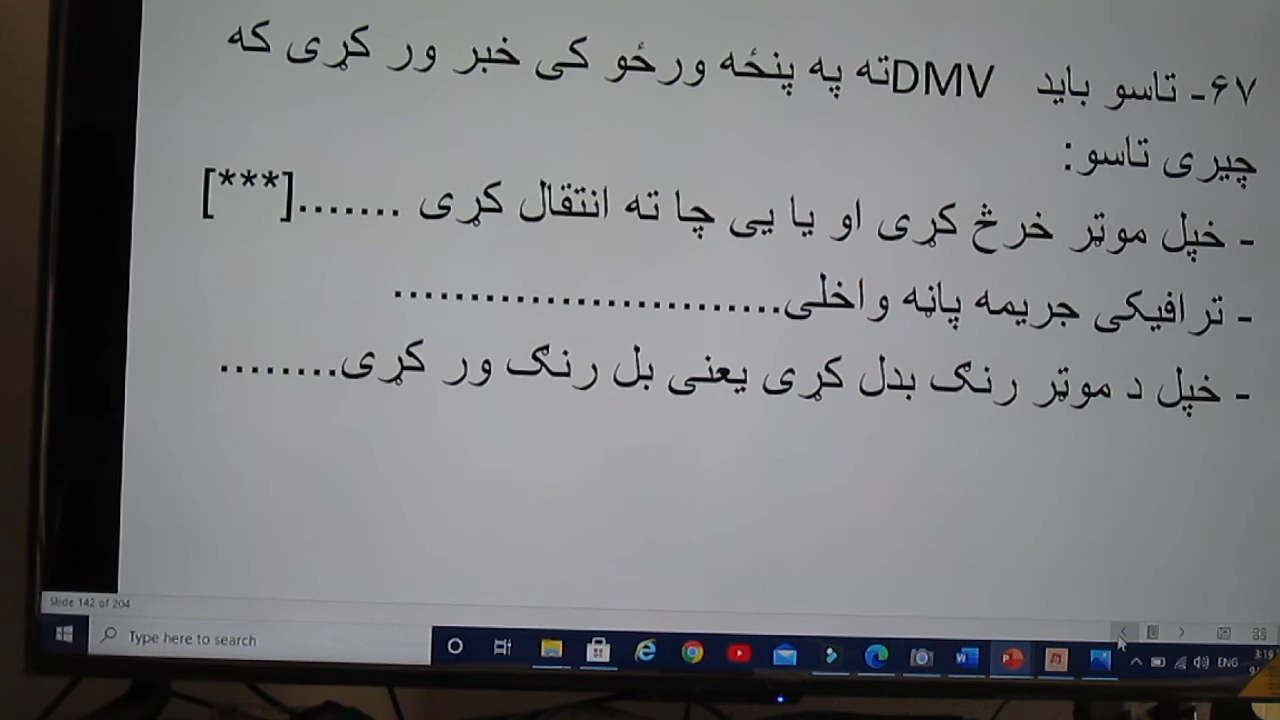 ۶۷- تاسو باید DMVته په پنځه ورځو کی خبر ور کړی که
چیری تاسو:
- خپل موټر خرڅ کړی او یا یی چا ته انتقال کړی .......[***]
- ترافیکی جریمه پاڼه واخلی..........................
- خپل د موټر رنګ بدل کړی یعنی بل رنګ ور کړی........
Slide 142 of 204
Type here to search
ENG